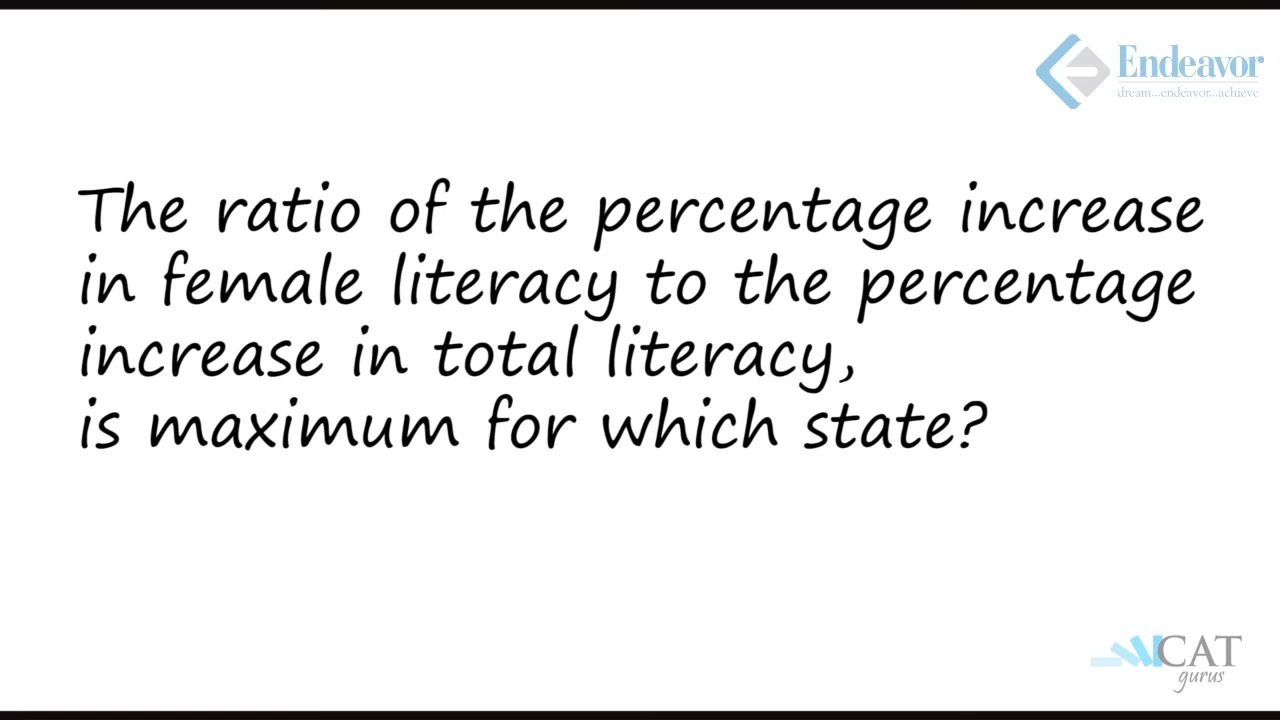 Endeavor
dream...endeavor...achieve
The ratio of the percentage increase
in female literacy to the percentage
increase in total literacy,
is maximum for which state?
CAT
gurus